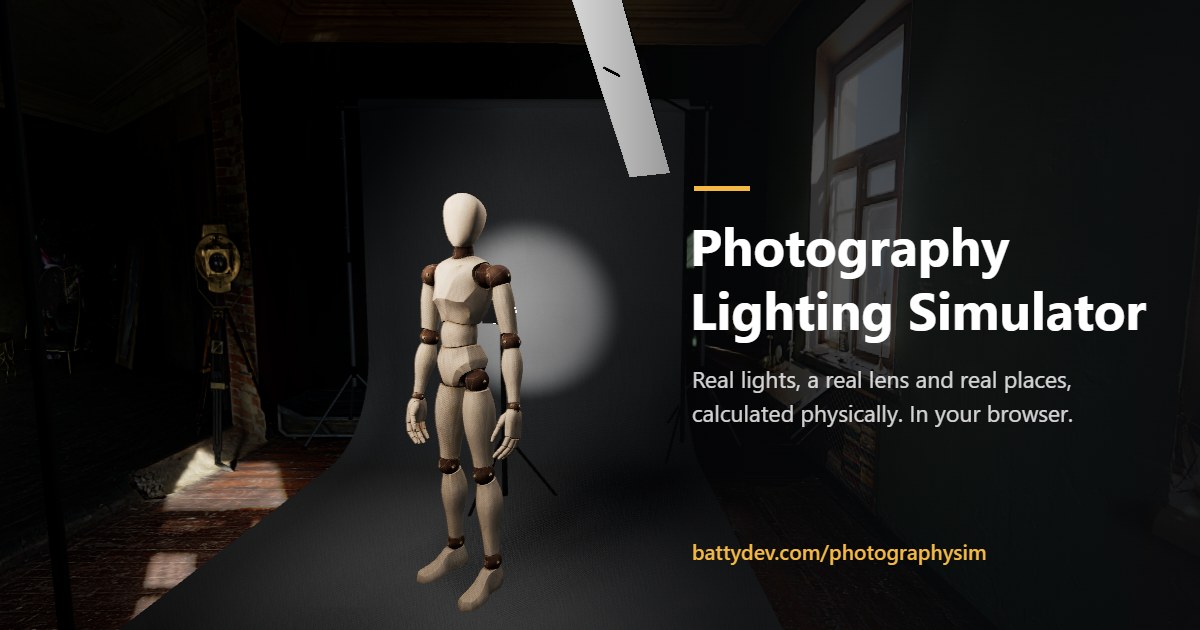 Photography
Lighting Simulator
Real lights, a real lens and real places,
calculated physically. In your browser.
battydev.com/photographysim